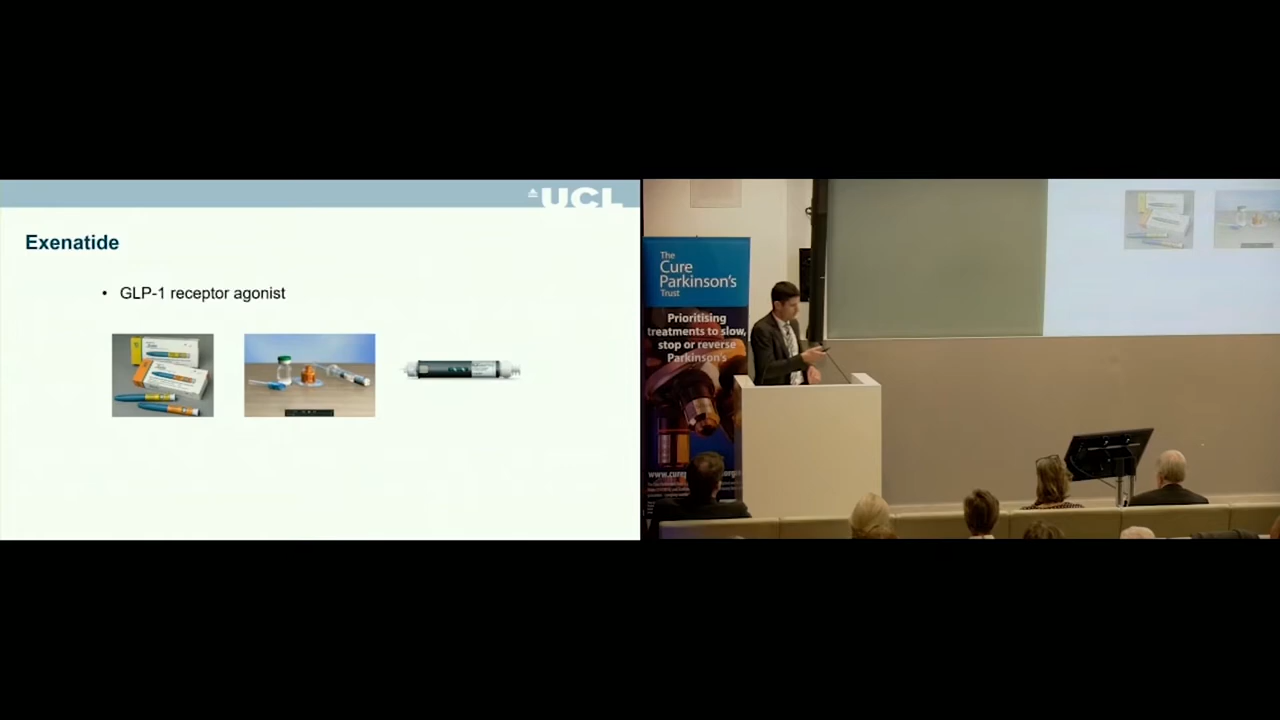 UCL
Exenatide
• GLP-1 receptor agonist
The
Cure
Parkinson's
Trust
Prioritising
treatments to slow,
stop or reverse
Parkinson's